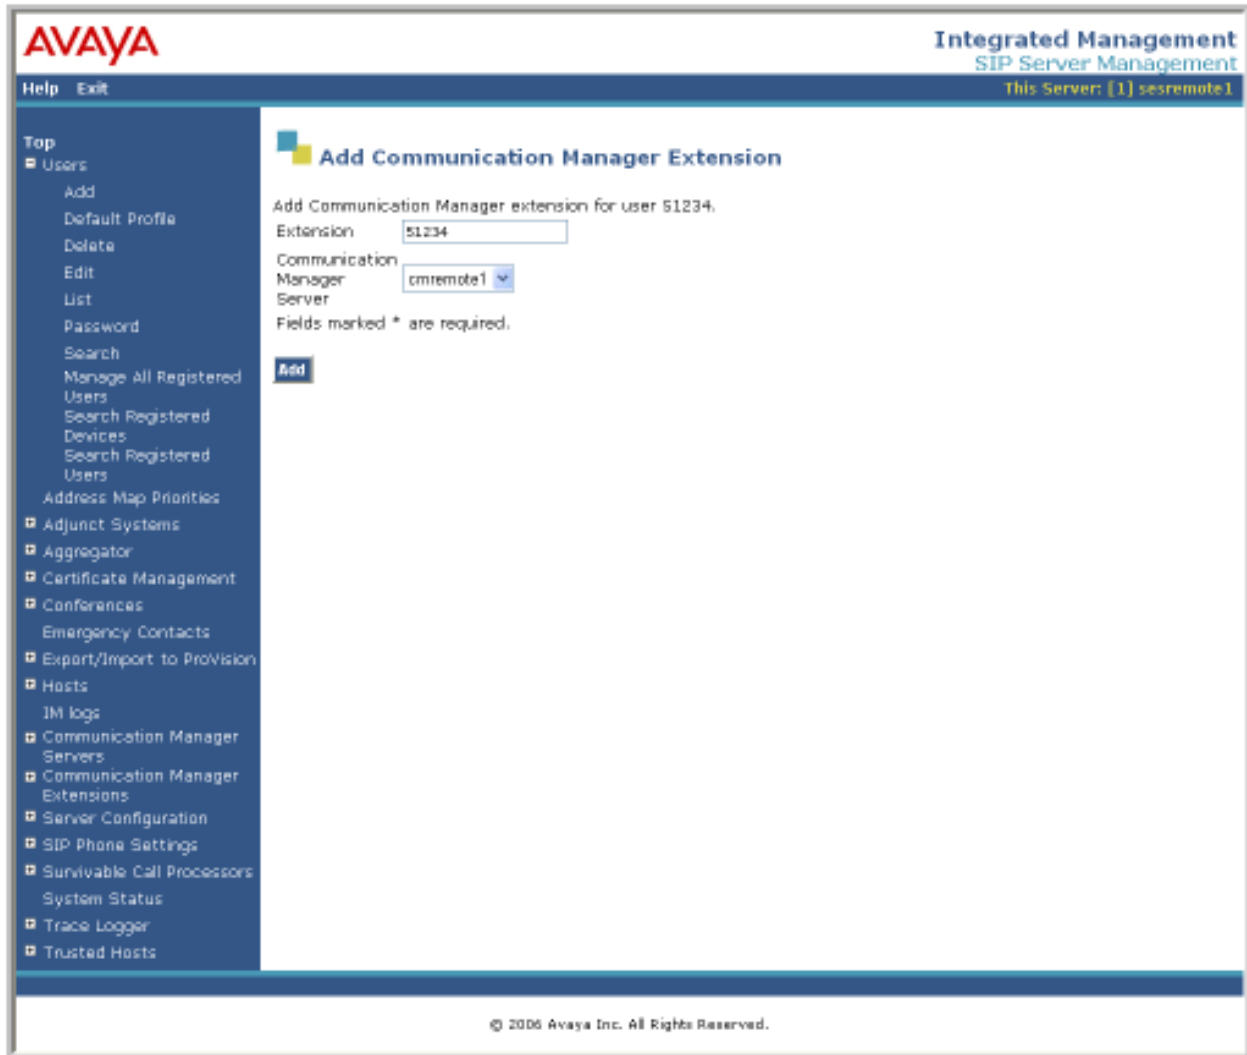 AVAYA
Integrated Management
SIP Server Management
Help Exit
This Server: [1] sesremote1
Top
Users
Add
Default Profile
Delete
Edit
List
Password
Search
Manage All Registered
Users
Search Registered
Devices
Search Registered
Users
Address Map Priorities
Adjunct Systems
Aggregator
Certificate Management
Conferences
Emergency Contacts
Export/Import to ProVision
Hosts
IM logs
Communication Manager
Servers
Communication Manager
Extensions
Server Configuration
SIP Phone Settings
Survivable Call Processors
System Status
Trace Logger
Trusted Hosts
Add Communication Manager Extension
Add Communication Manager extension for user 51234.
Extension 51234
Communication
Manager cmremote1
Server
Fields marked * are required.
Add
© 2006 Avaya Inc. All Rights Reserved.